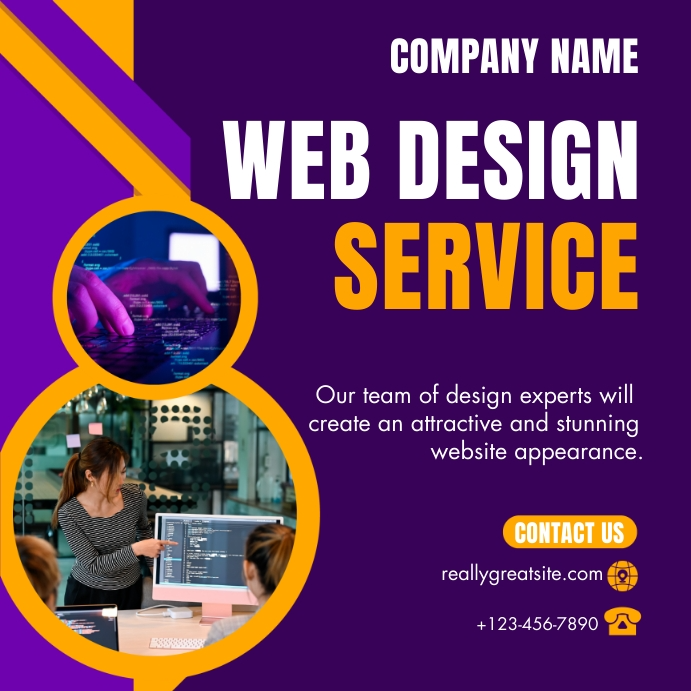 COMPANY NAME
WEB DESIGN
SERVICE
Our team of design experts will
create an attractive and stunning
website appearance.
CONTACT US
reallygreatsite.com
+123-456-7890